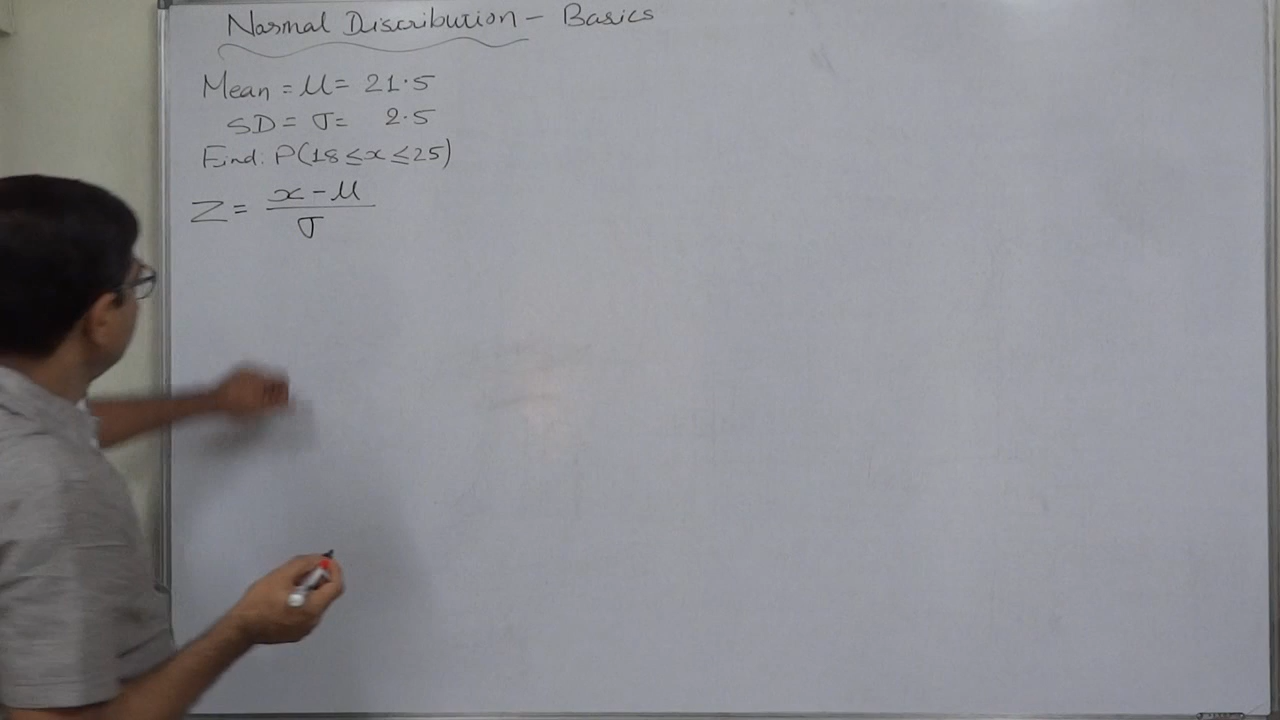 Normal Distribution - Basics
Mean = μ = 21.5
SD = σ = 2.5
Find: P(18 ≤ x ≤ 25)
Z = (x - μ) / σ